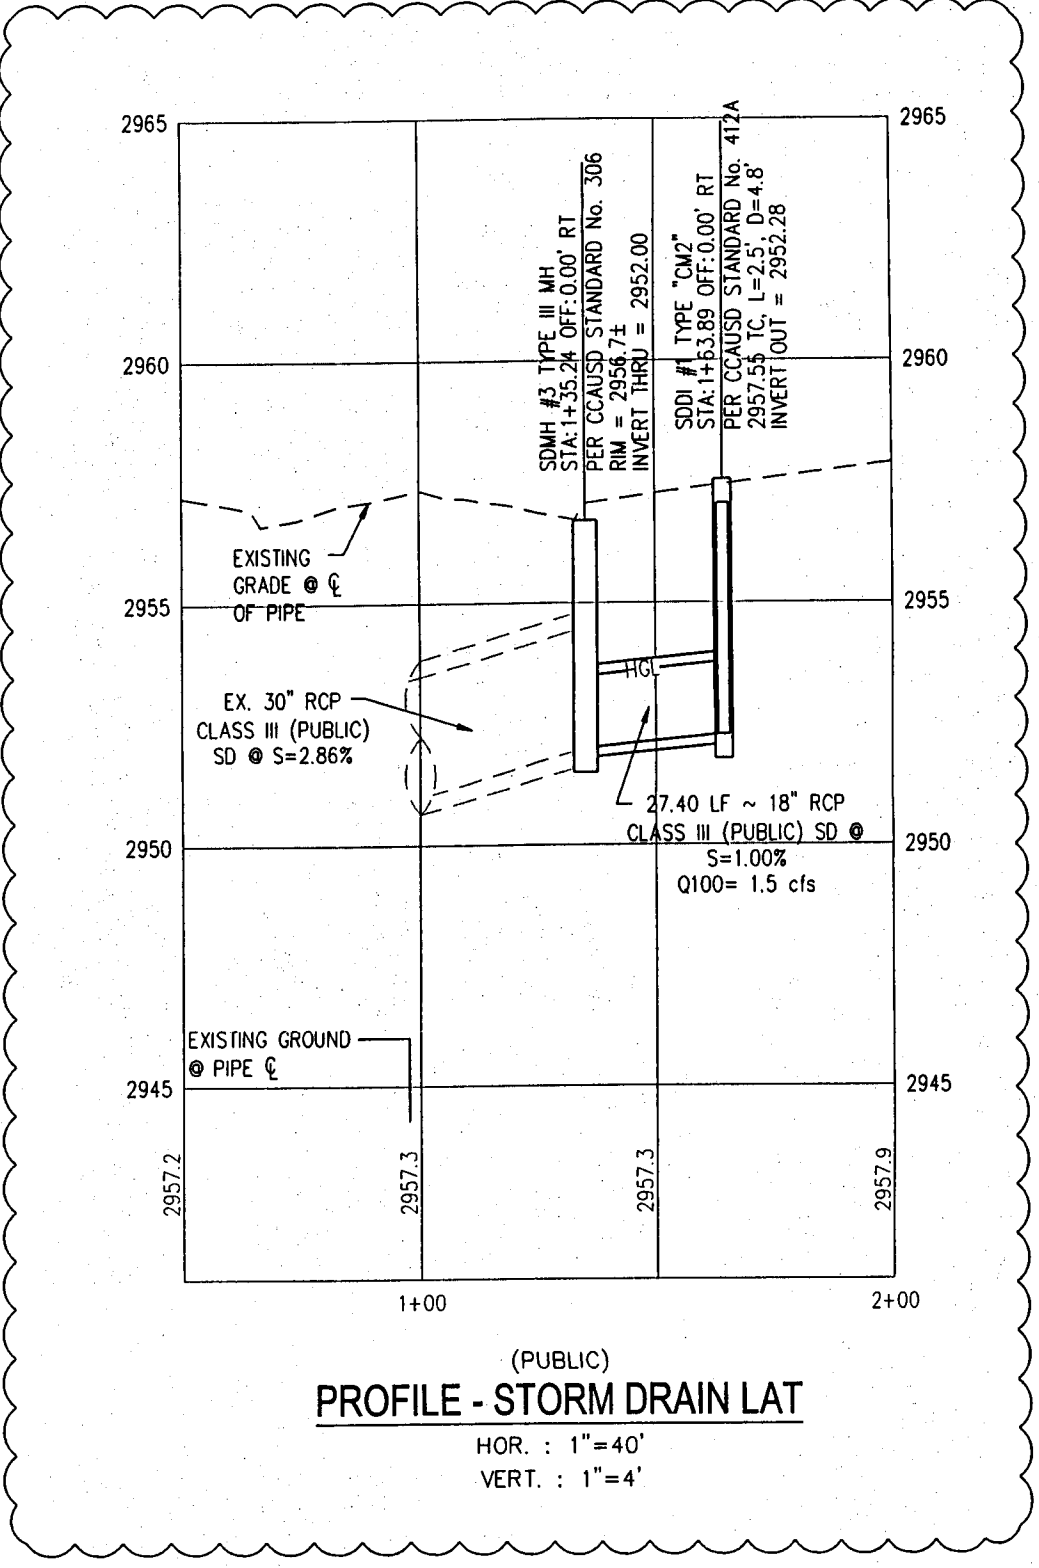 2965
2965
SDMH #3 TYPE III MH
STA:1+35.24 OFF:0.00' RT
PER CCAUSD STANDARD No. 306
RIM = 2956.7±
INVERT THRU = 2952.00
SDDI #1 TYPE "CM2"
STA:1+63.89 OFF:0.00' RT
PER CCAUSD STANDARD No. 412A
2957.55 TC, L=2.5', D=4.8'
INVERT OUT = 2952.28
2960
2960
EXISTING
GRADE @ ℄
OF PIPE
2955
2955
HGL
EX. 30" RCP
CLASS III (PUBLIC)
SD @ S=2.86%
27.40 LF ~ 18" RCP
CLASS III (PUBLIC) SD @
S=1.00%
Q100= 1.5 cfs
2950
2950
EXISTING GROUND
@ PIPE ℄
2945
2945
2957.2
2957.3
2957.3
2957.9
1+00
2+00
(PUBLIC)
PROFILE - STORM DRAIN LAT
HOR. : 1"=40'
VERT. : 1"=4'